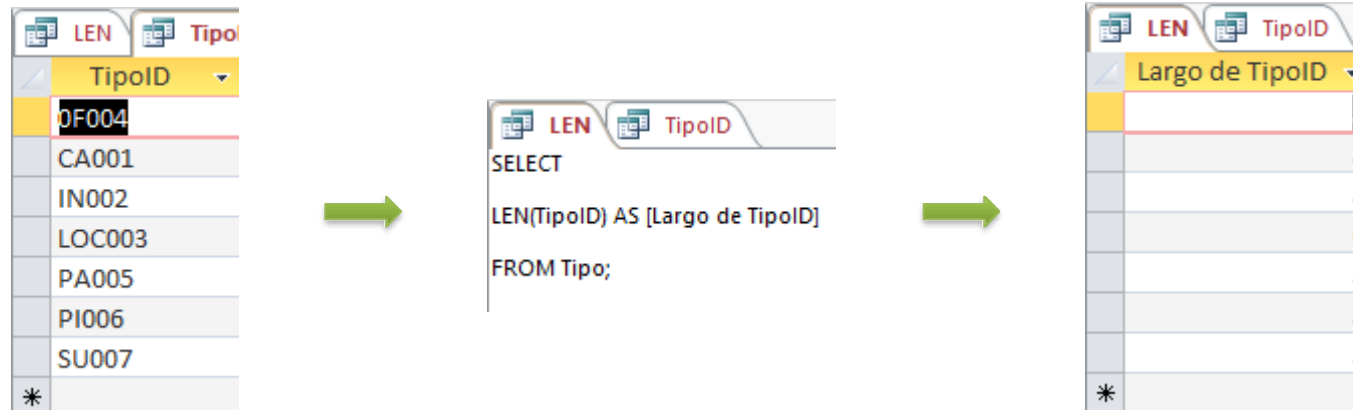 LEN
TipoID
0F004
CA001
IN002
LOC003
PA005
PI006
SU007
LEN TipoID
SELECT
LEN(TipoID) AS [Largo de TipoID]
FROM Tipo;
LEN TipoID
Largo de TipoID